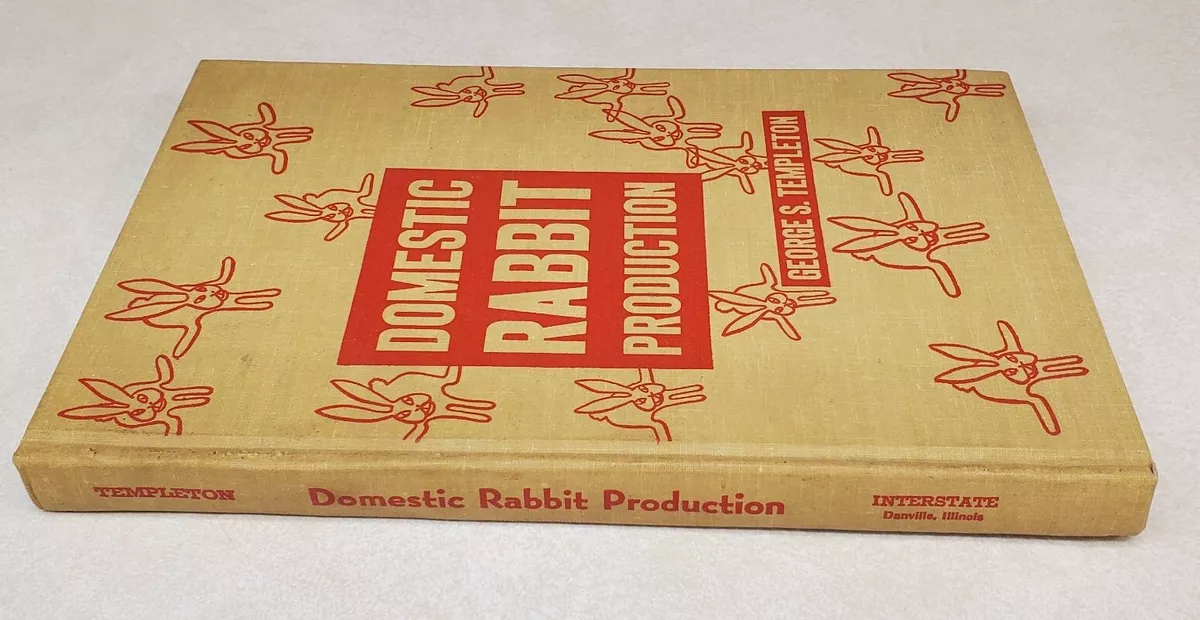 DOMESTIC
RABBIT
PRODUCTION
GEORGE S. TEMPLETON
TEMPLETON
Domestic Rabbit Production
INTERSTATE
Danville, Illinois